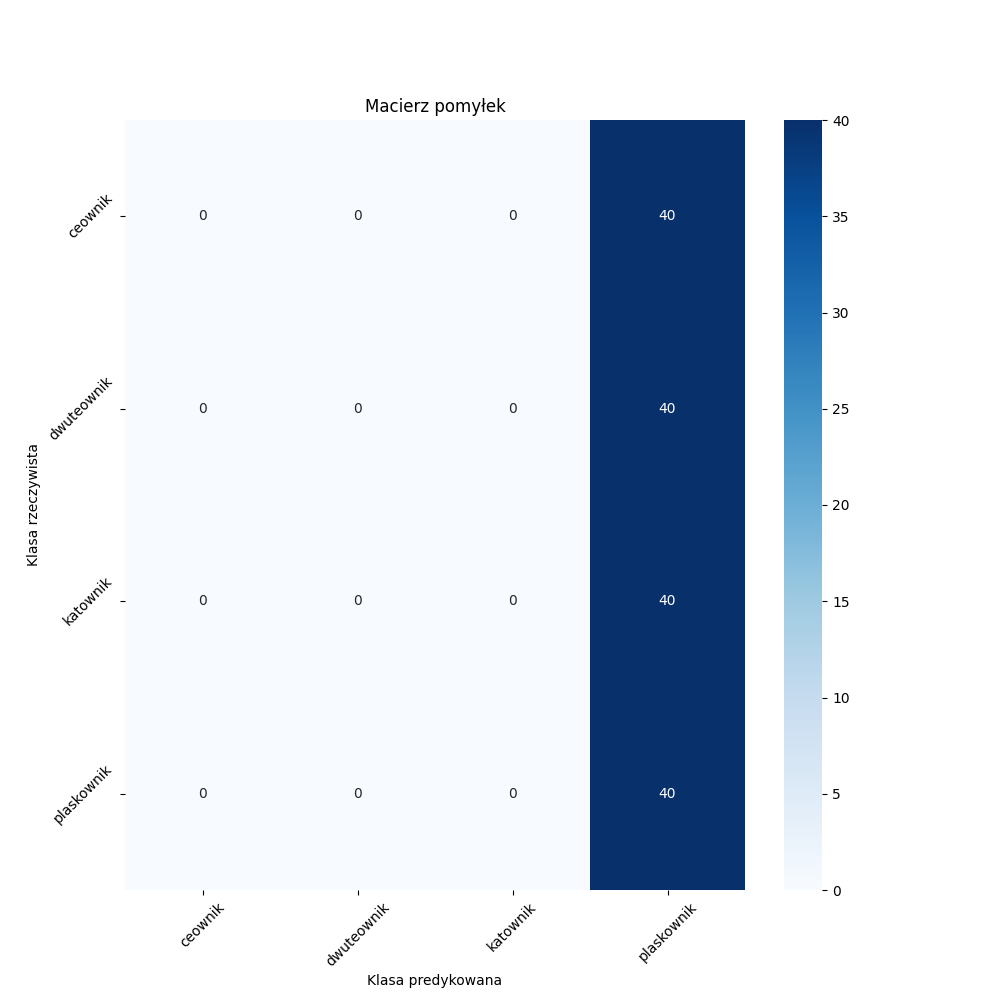 Macierz pomyłek
ceownik
dwuteownik
katownik
plaskownik
Klasa rzeczywista
0 0 0 40
0 0 0 40
0 0 0 40
0 0 0 40
ceownik dwuteownik katownik plaskownik
Klasa predykowana
40
35
30
25
20
15
10
5
0